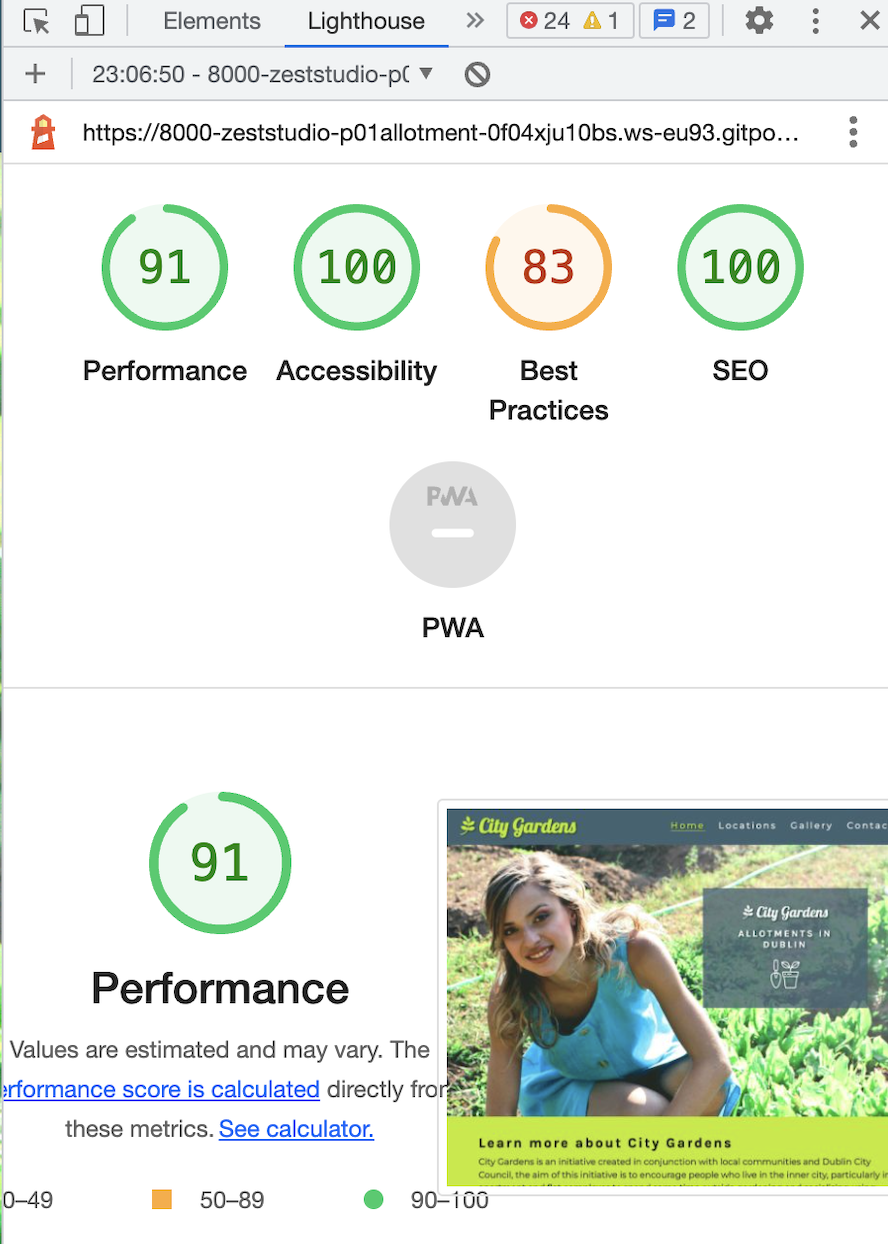 Elements Lighthouse 24 1 2
23:06:50 - 8000-zeststudio-p(
https://8000-zeststudio-p01allotment-0f04xju10bs.ws-eu93.gitpo…
91 100 83 100
Performance Accessibility Best Practices SEO
PWA
PWA
91
Performance
Values are estimated and may vary. The
erformance score is calculated directly from
these metrics. See calculator.
0–49 50–89 90–100
City Gardens Home Locations Gallery Contac
City Gardens
ALLOTMENTS IN
DUBLIN
Learn more about City Gardens
City Gardens is an initiative created in conjunction with local communities and Dublin City
Council, the aim of this initiative is to encourage people who live in the inner city, particularly in